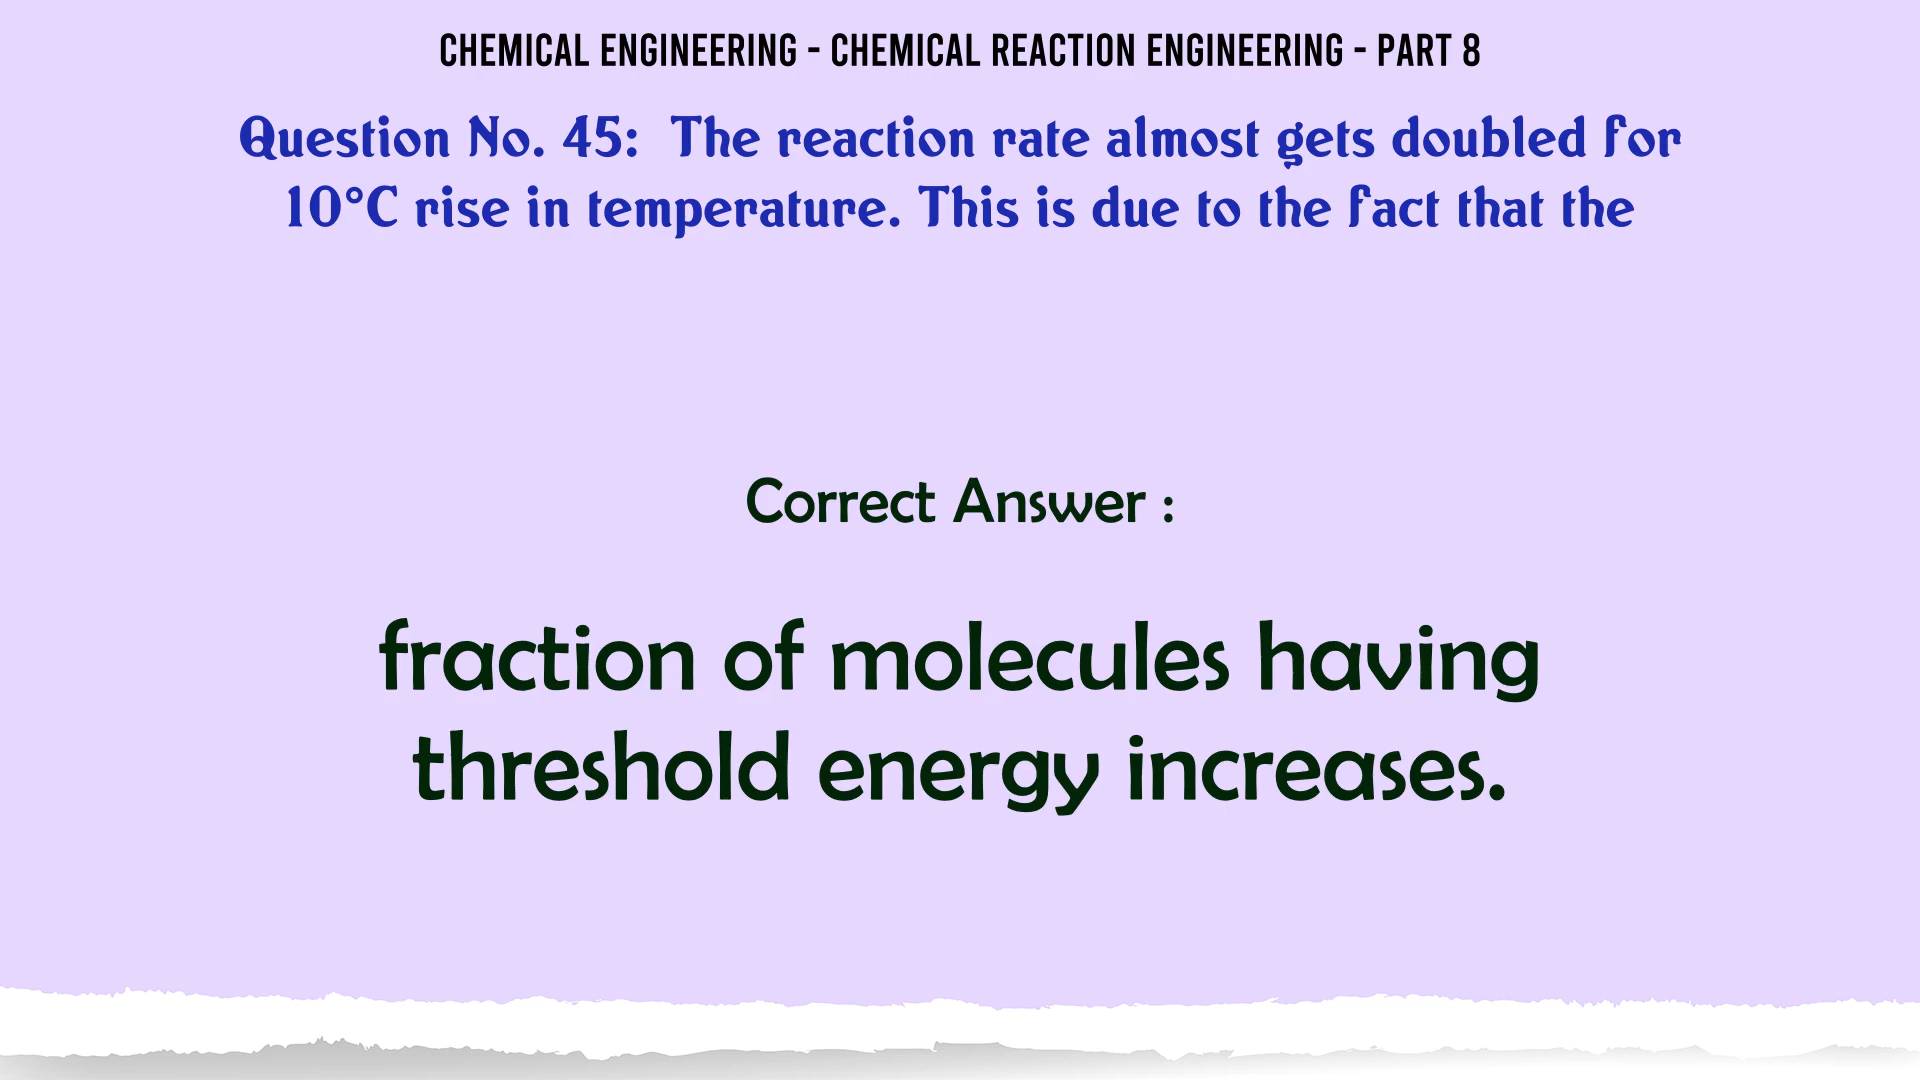 CHEMICAL ENGINEERING - CHEMICAL REACTION ENGINEERING - PART 8
Question No. 45: The reaction rate almost gets doubled for
10°C rise in temperature. This is due to the fact that the
Correct Answer :
fraction of molecules having
threshold energy increases.